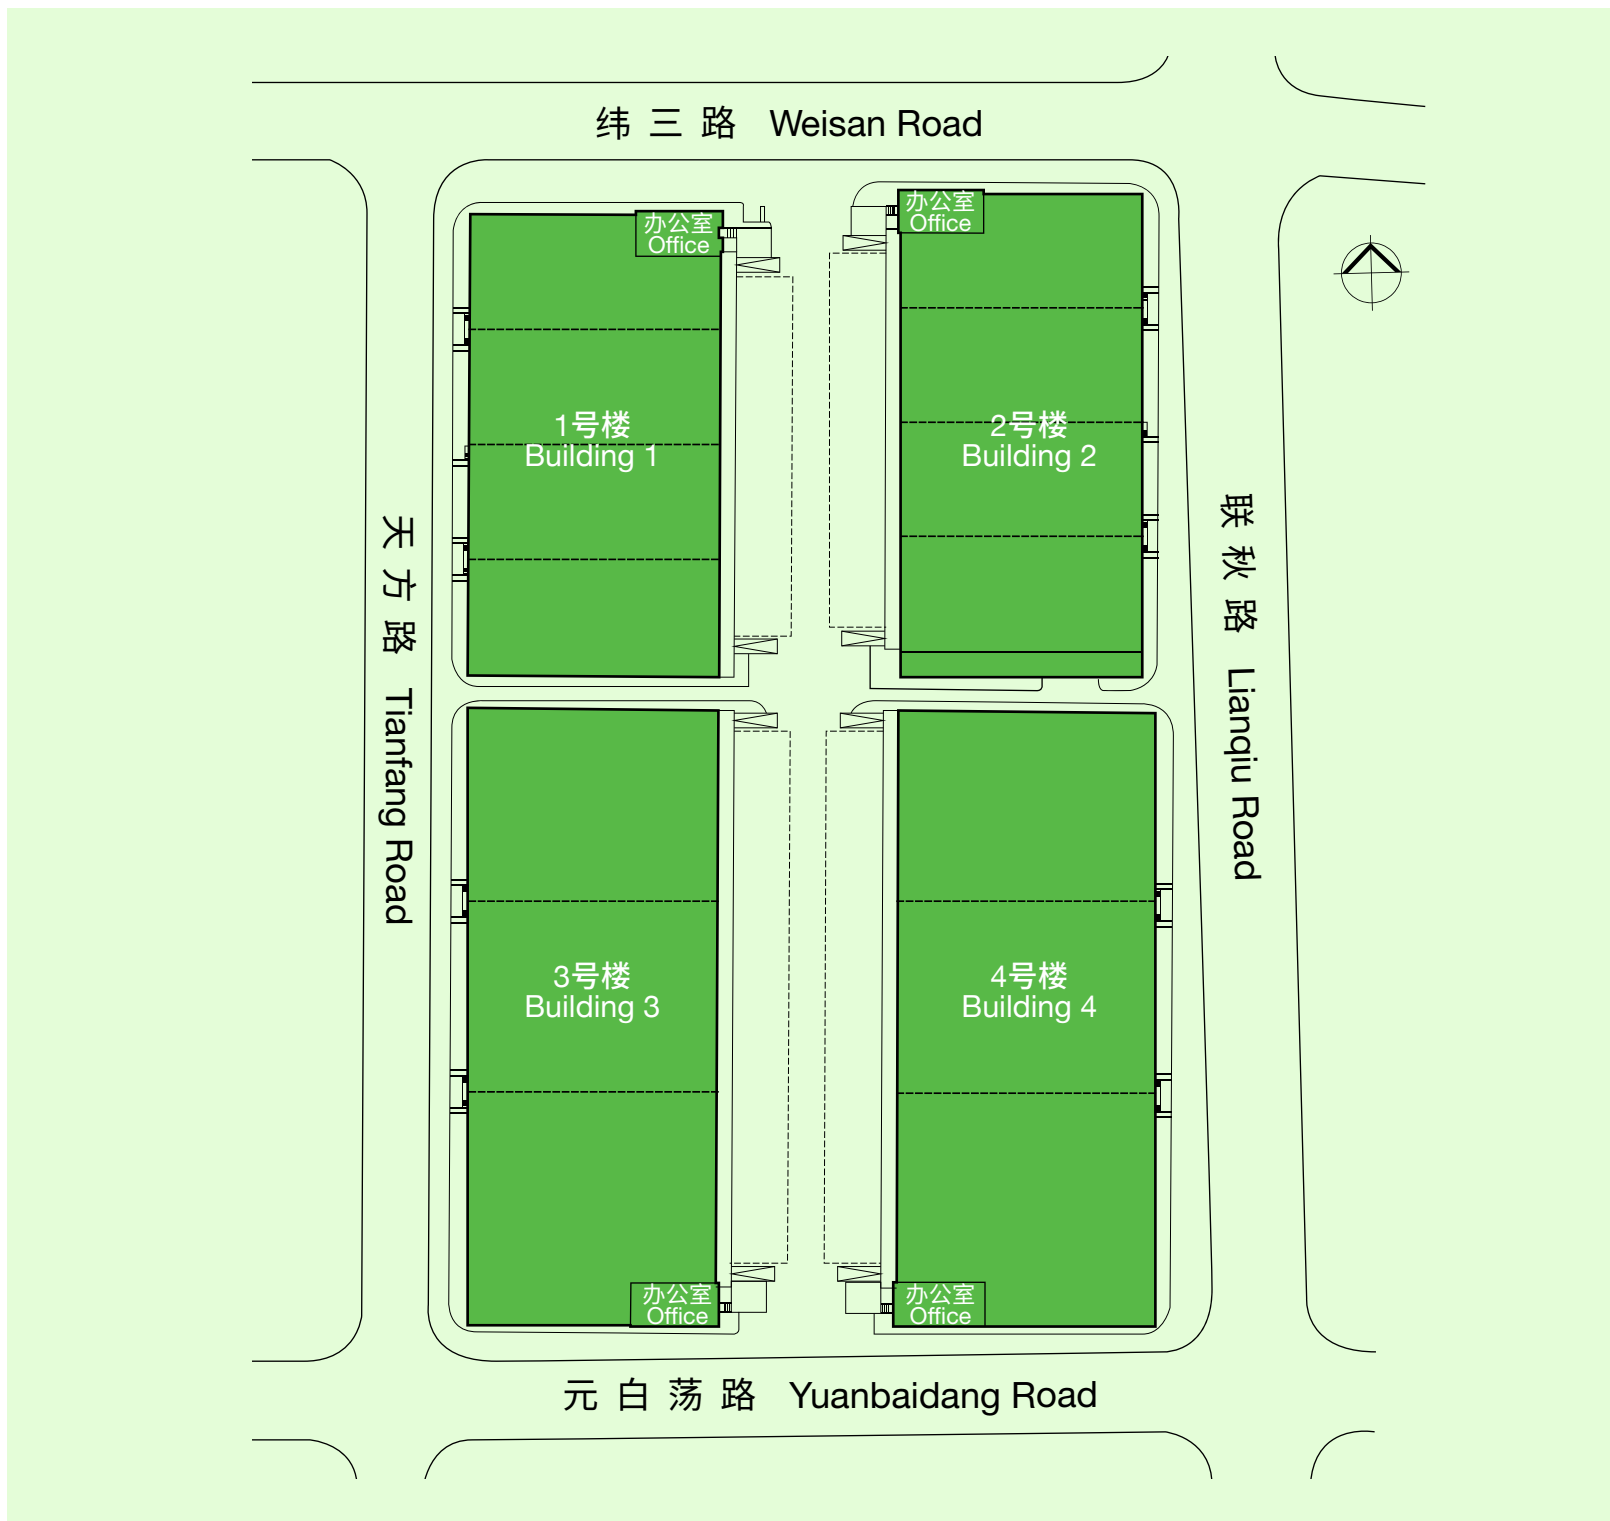 纬三路 Weisan Road
办公室
Office
办公室
Office
1号楼
Building 1
2号楼
Building 2
天方路 Tianfang Road
联秋路 Lianqiu Road
3号楼
Building 3
4号楼
Building 4
办公室
Office
办公室
Office
元白荡路 Yuanbaidang Road